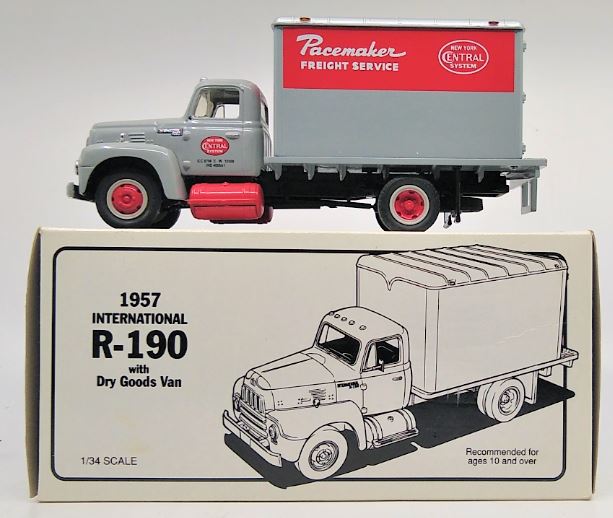 Pacemaker
FREIGHT SERVICE
NEW YORK
CENTRAL
SYSTEM
NEW YORK
CENTRAL
SYSTEM
1957
INTERNATIONAL
R-190
with
Dry Goods Van
1/34 SCALE
Recommended for
ages 10 and over